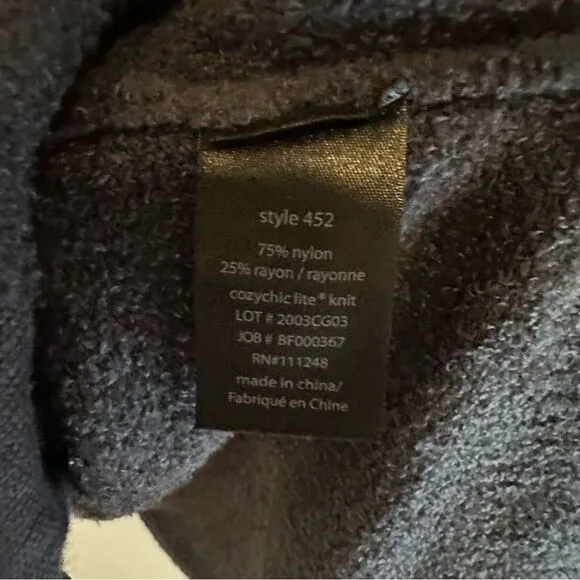 style 452
75% nylon
25% rayon / rayonne
cozychic lite® knit
LOT # 2003CG03
JOB # BF000367
RN#111248
made in china/
Fabriqué en Chine